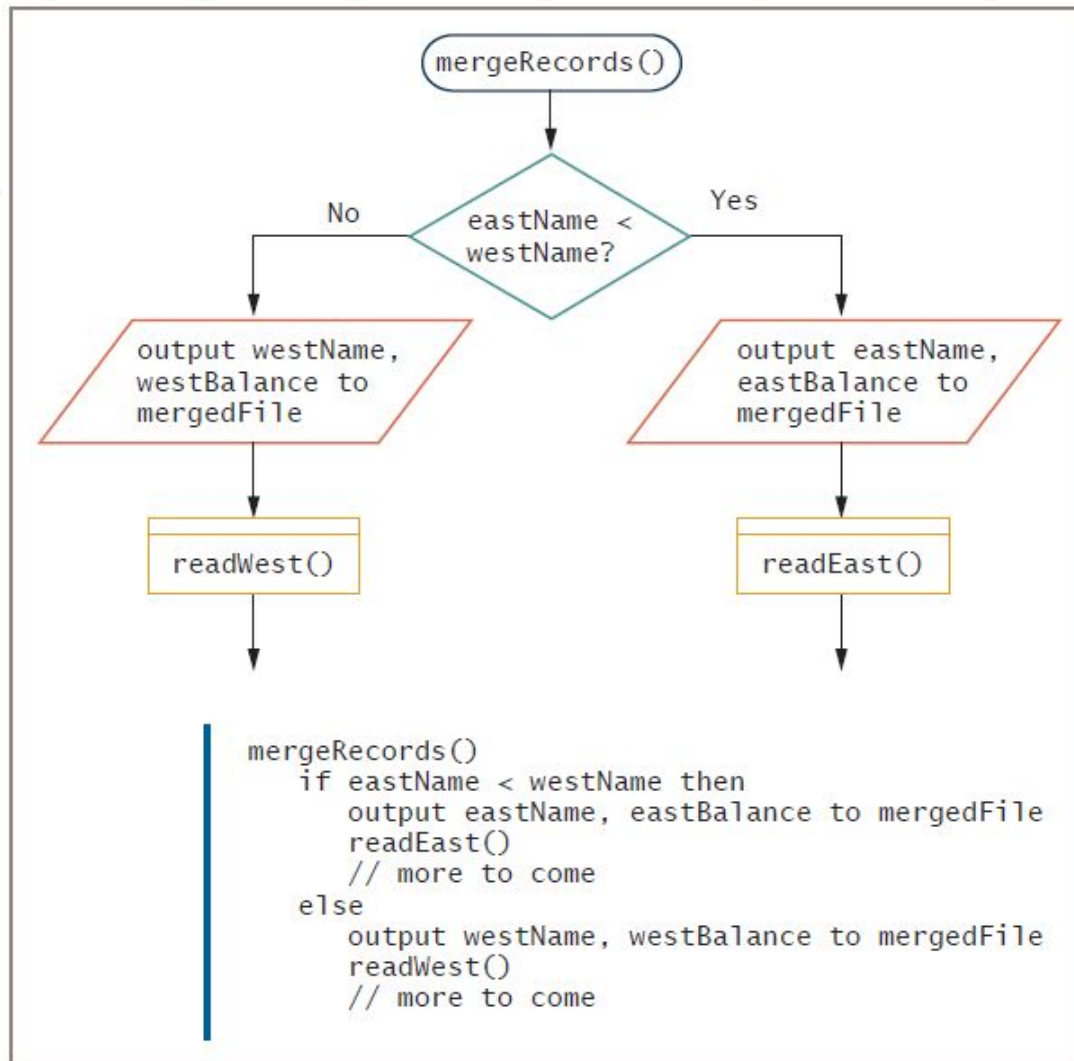 mergeRecords()
No
eastName <
westName?
Yes
output westName,
westBalance to
mergedFile
output eastName,
eastBalance to
mergedFile
readWest()
readEast()
mergeRecords()
   if eastName < westName then
      output eastName, eastBalance to mergedFile
      readEast()
      // more to come
   else
      output westName, westBalance to mergedFile
      readWest()
      // more to come